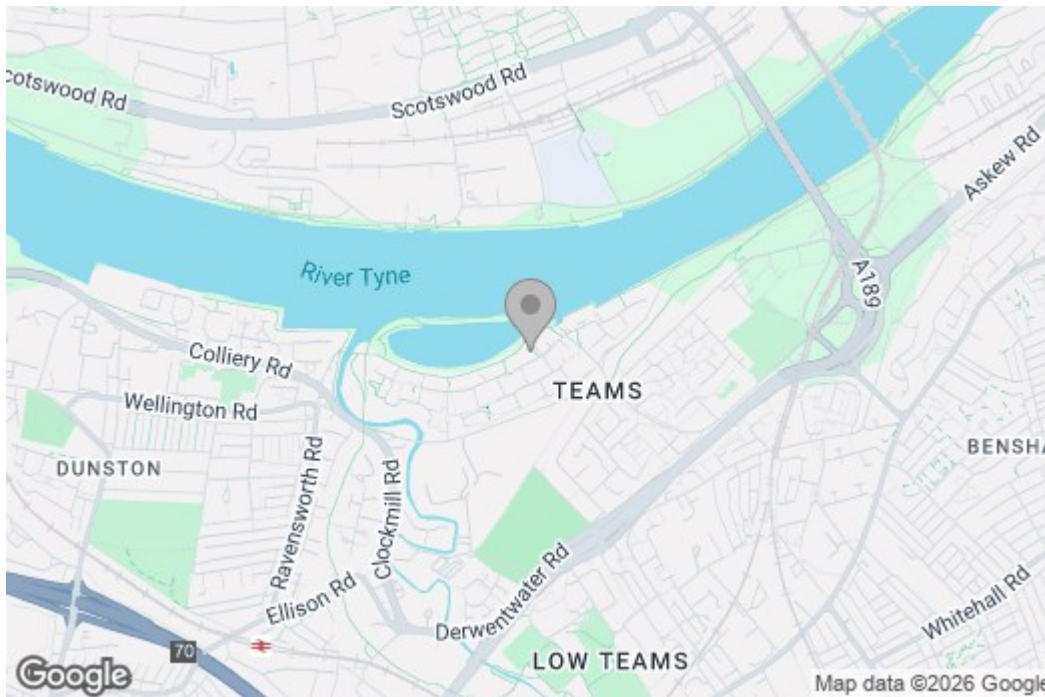 Scotswood Rd
cotswood Rd
Askew Rd
River Tyne
A189
Colliery Rd
TEAMS
Wellington Rd
BENSHA
DUNSTON
Ravensworth Rd
Clockmill Rd
Ellison Rd
Derwentwater Rd
Whitehall Rd
70
LOW TEAMS
Google
Map data ©2026 Google